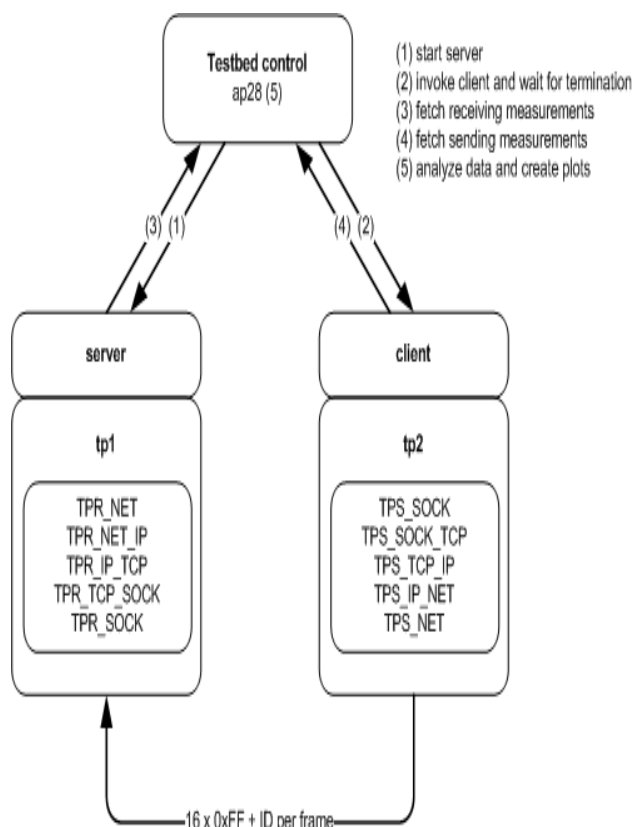 Testbed control
ap28 (5)
(1) start server
(2) invoke client and wait for termination
(3) fetch receiving measurements
(4) fetch sending measurements
(5) analyze data and create plots
(3) (1)
(4) (2)
server
client
tp1
tp2
TPR_NET
TPR_NET_IP
TPR_IP_TCP
TPR_TCP_SOCK
TPR_SOCK
TPS_SOCK
TPS_SOCK_TCP
TPS_TCP_IP
TPS_IP_NET
TPS_NET
16 x 0xFF + ID per frame